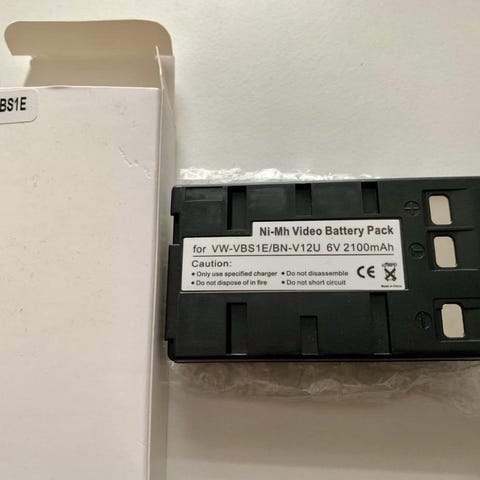 BS1E
Ni-Mh Video Battery Pack
for VW-VBS1E/BN-V12U 6V 2100mAh
Caution:
• Only use specified charger • Do not disassemble
• Do not dispose of in fire • Do not short circuit
CE
Made in China